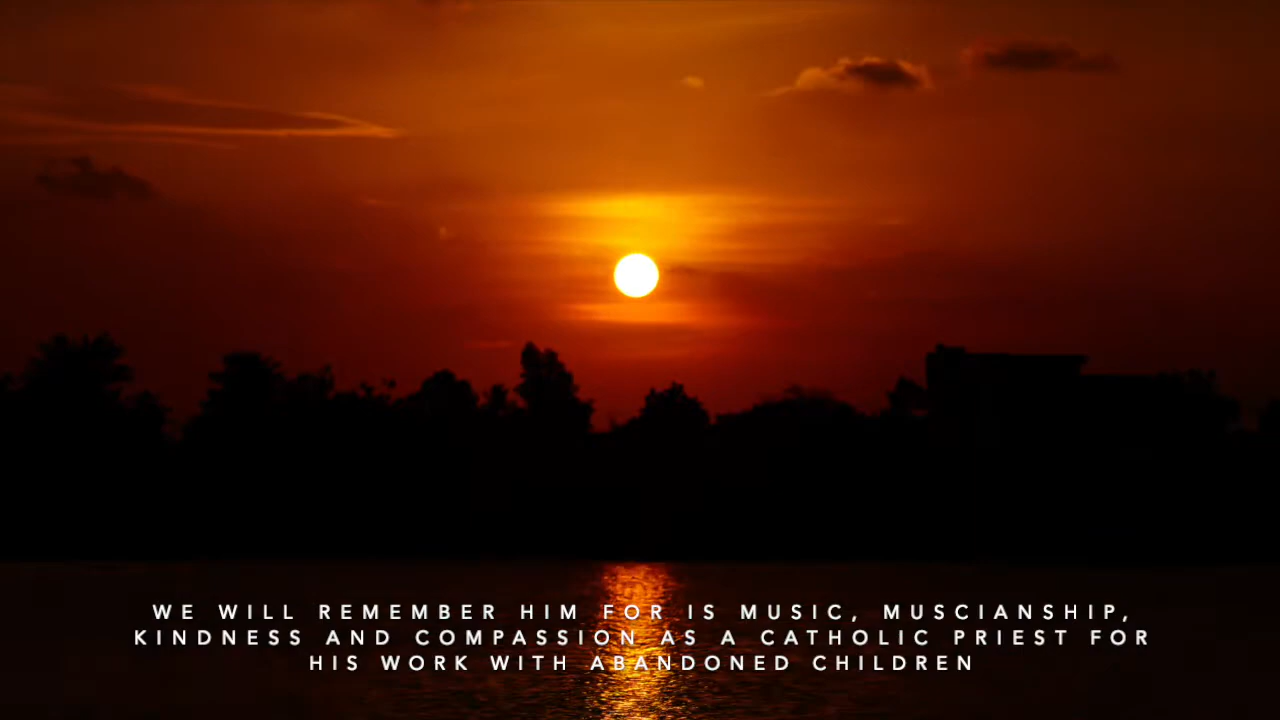 WE WILL REMEMBER HIM FOR IS MUSIC, MUSCIANSHIP,
KINDNESS AND COMPASSION AS A CATHOLIC PRIEST FOR
HIS WORK WITH ABANDONED CHILDREN